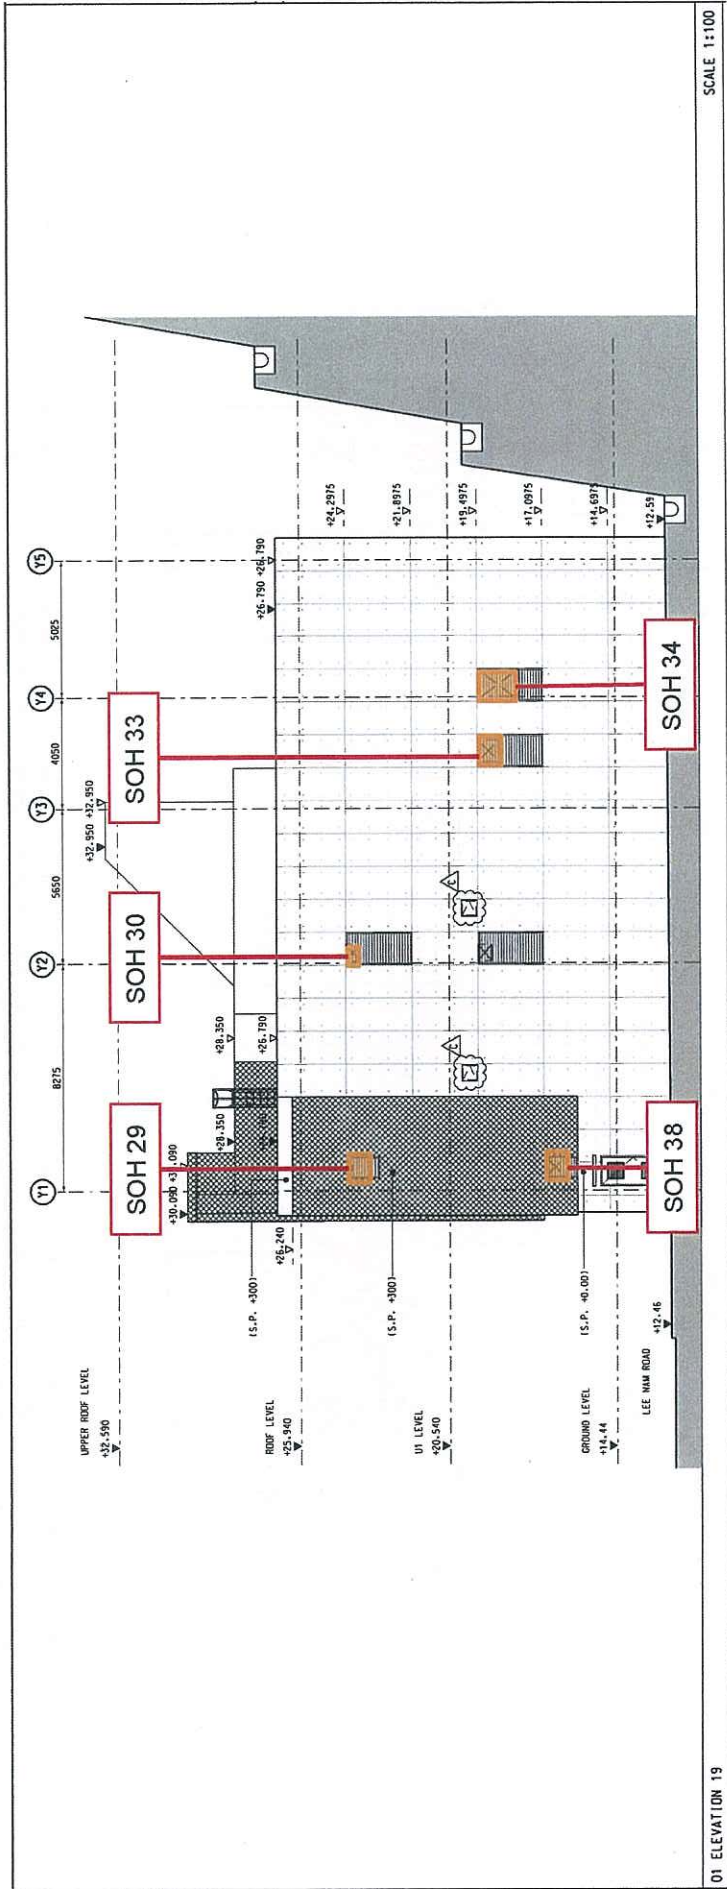 Y1
Y2
Y3
Y4
Y5
8275
5650
4050
5025
SOH 29
SOH 30
SOH 33
UPPER ROOF LEVEL
+32.590
+32.950 +32.950
+30.090
+28.350
+28.350
+26.790
+26.790 +26.790
+26.240
(S.P. +300)
ROOF LEVEL
+25.940
+24.2975
(S.P. +300)
+21.8975
U1 LEVEL
+20.540
C
C
+19.4975
+17.0975
(S.P. +0.00)
GROUND LEVEL
+14.44
+14.6975
LEE NAM ROAD
+12.46
+12.59
SOH 38
SOH 34
01 ELEVATION 19
SCALE 1:100